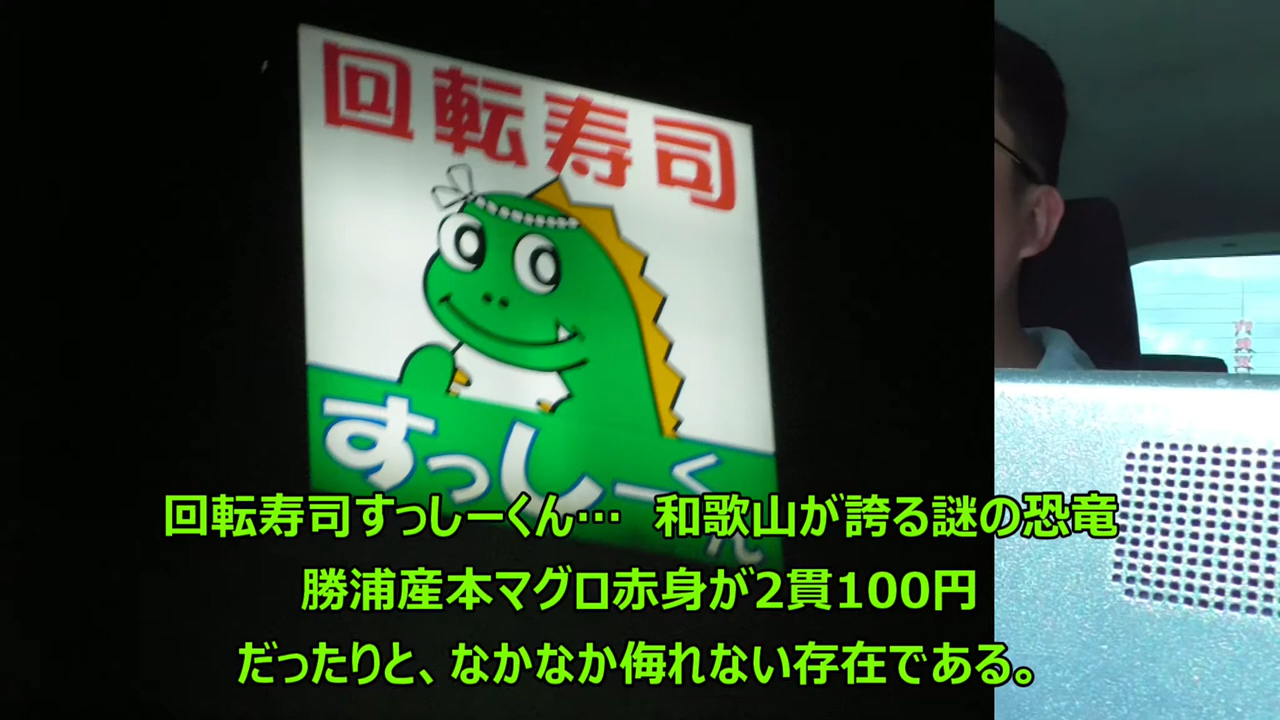 回転寿司
すっしーくん
回転寿司すっしーくん… 和歌山が誇る謎の恐竜
勝浦産本マグロ赤身が2貫100円
だったりと、なかなか侮れない存在である。